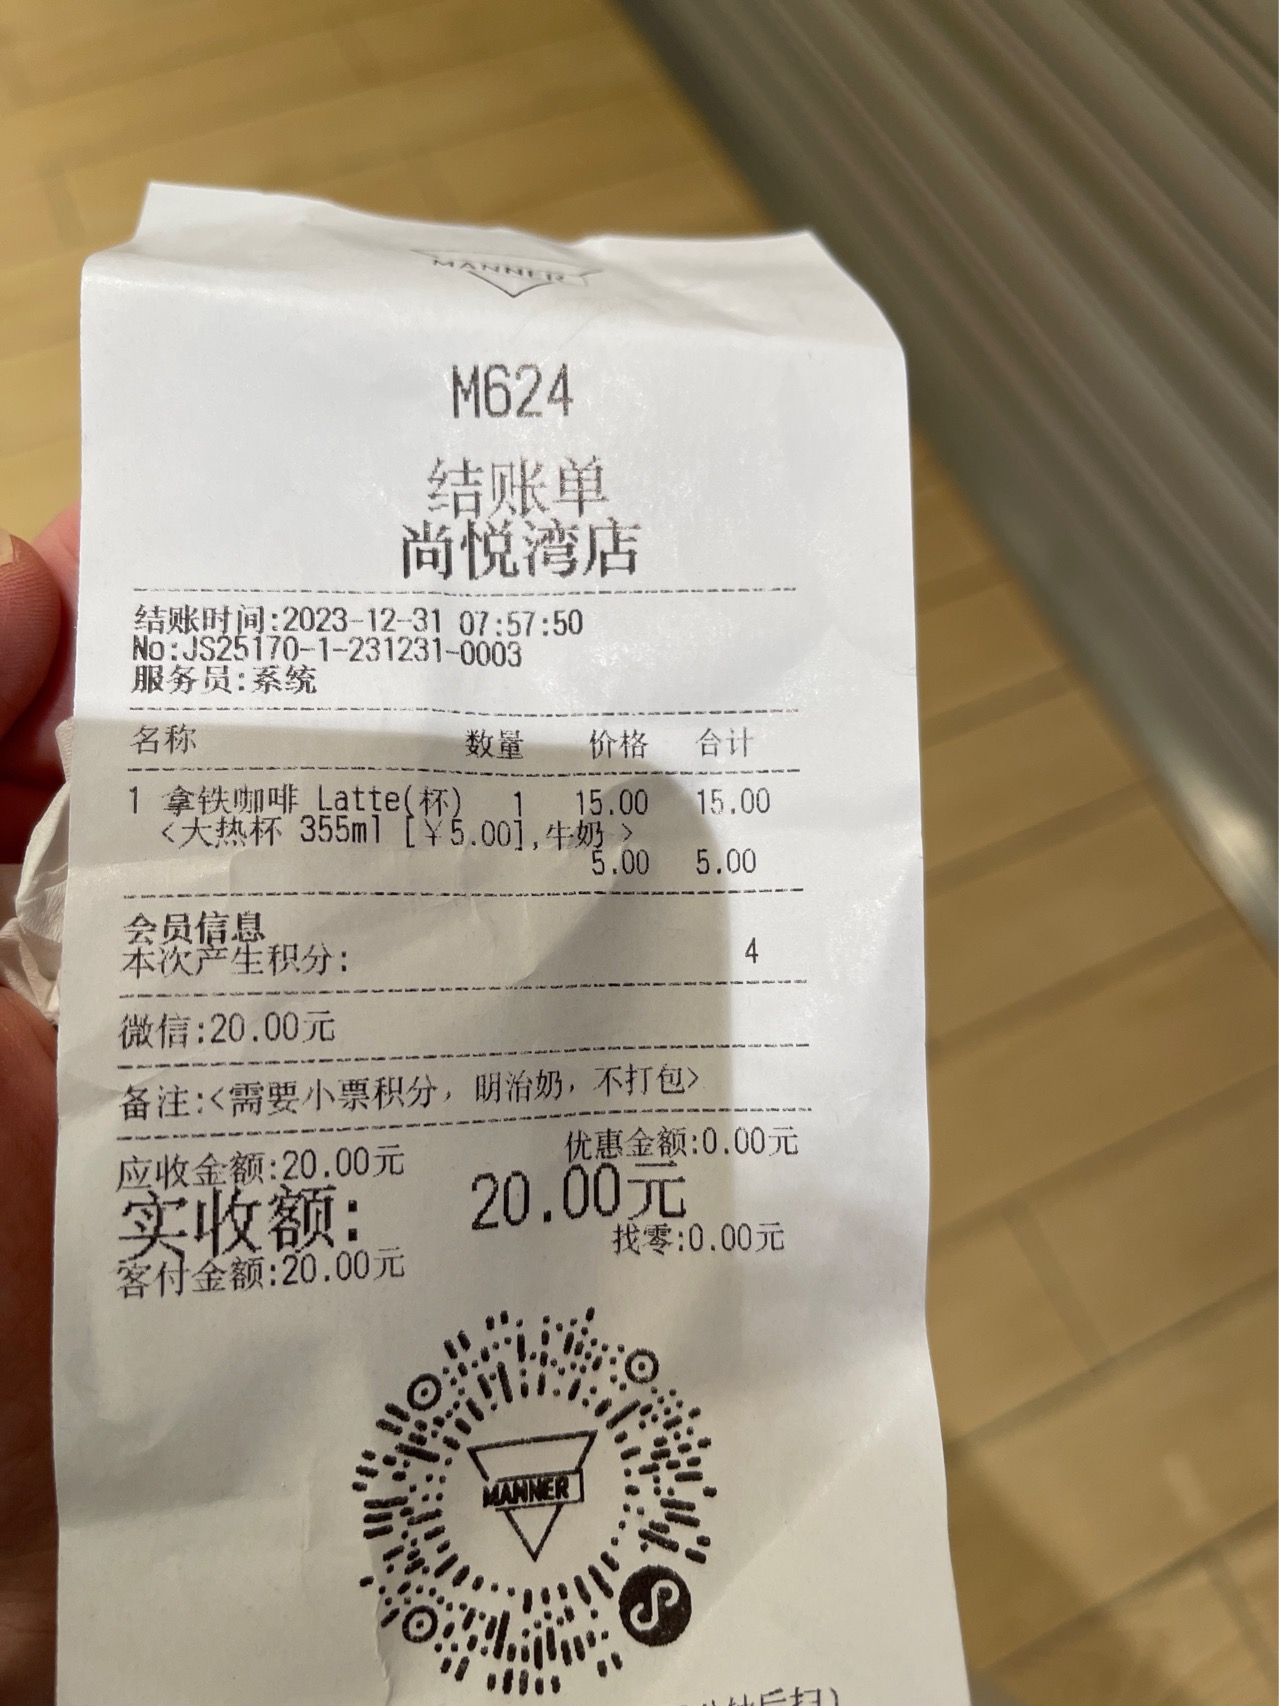 MANNER
M624
结账单
尚悦湾店
结账时间:2023-12-31 07:57:50
No:JS25170-1-231231-0003
服务员:系统
名称 数量 价格 合计
1 拿铁咖啡 Latte(杯) 1 15.00 15.00
<大热杯 355ml [￥5.00],牛奶 >
5.00 5.00
会员信息
本次产生积分: 4
微信:20.00元
备注:<需要小票积分, 明治奶, 不打包>
应收金额:20.00元 优惠金额:0.00元
实收额: 20.00元
客付金额:20.00元 找零:0.00元
MANNER